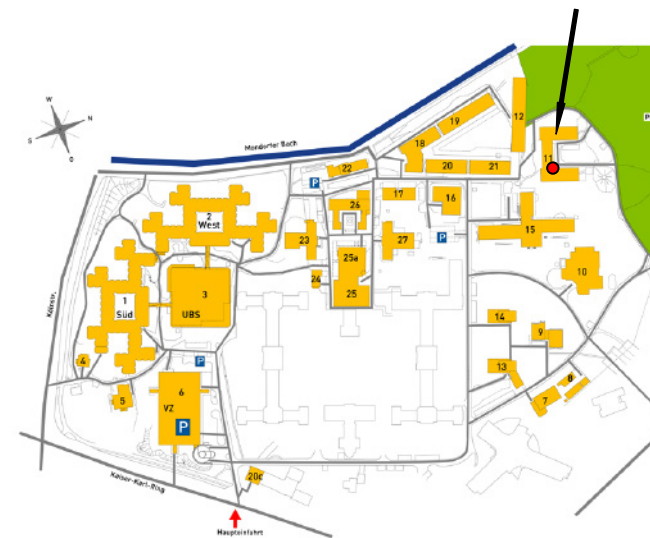 W
N
S
O
Mondorfer Bach
P
12
19
18
11
22
20
21
P
17
16
26
2
West
15
23
27
P
25a
10
24
25
Kölnstr.
1
Süd
3
UBS
14
9
4
P
13
8
6
5
VZ
7
P
20c
Kaiser-Karl-Ring
Haupteinfahrt